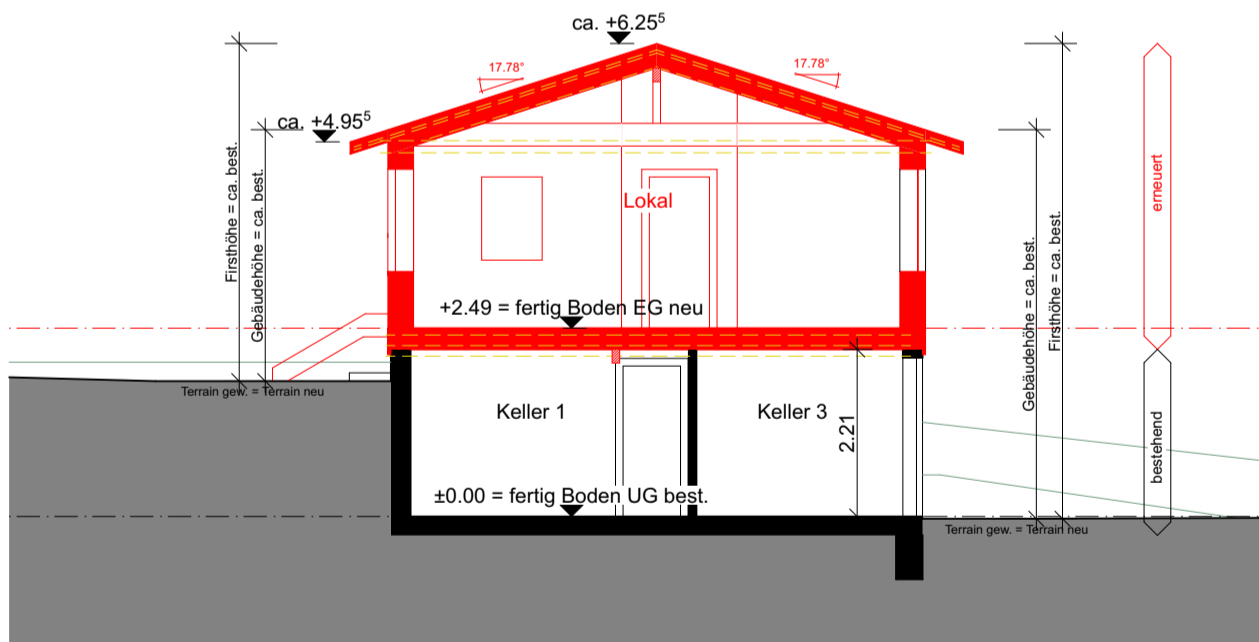 ca. +6.25⁵
17.78°
17.78°
ca. +4.95⁵
Firsthöhe = ca. best.
Gebäudehöhe = ca. best.
Lokal
erneuert
Gebäudehöhe = ca. best.
Firsthöhe = ca. best.
+2.49 = fertig Boden EG neu
Terrain gew. = Terrain neu
Keller 1
Keller 3
2.21
bestehend
±0.00 = fertig Boden UG best.
Terrain gew. = Terrain neu